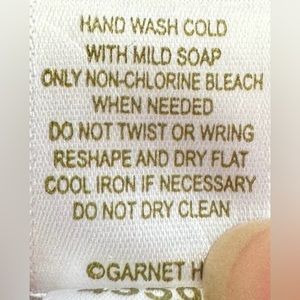 HAND WASH COLD
WITH MILD SOAP
ONLY NON-CHLORINE BLEACH
WHEN NEEDED
DO NOT TWIST OR WRING
RESHAPE AND DRY FLAT
COOL IRON IF NECESSARY
DO NOT DRY CLEAN
©GARNET H